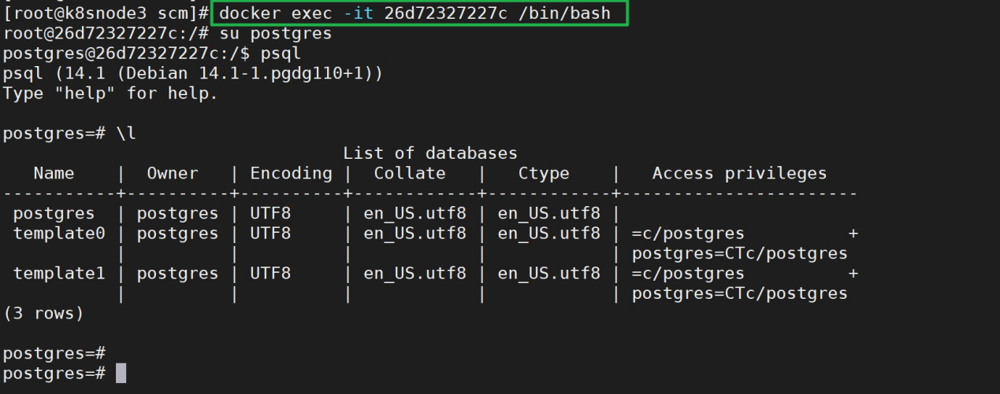 [root@k8snode3 scm]# docker exec -it 26d72327227c /bin/bash
root@26d72327227c:/# su postgres
postgres@26d72327227c:/$ psql
psql (14.1 (Debian 14.1-1.pgdg110+1))
Type "help" for help.

postgres=# \l
                                    List of databases
   Name    |  Owner   | Encoding |  Collate   |   Ctype    |   Access privileges
-----------+----------+----------+------------+------------+-----------------------
 postgres  | postgres | UTF8     | en_US.utf8 | en_US.utf8 |
 template0 | postgres | UTF8     | en_US.utf8 | en_US.utf8 | =c/postgres          +
           |          |          |            |            | postgres=CTc/postgres
 template1 | postgres | UTF8     | en_US.utf8 | en_US.utf8 | =c/postgres          +
           |          |          |            |            | postgres=CTc/postgres
(3 rows)

postgres=#
postgres=#